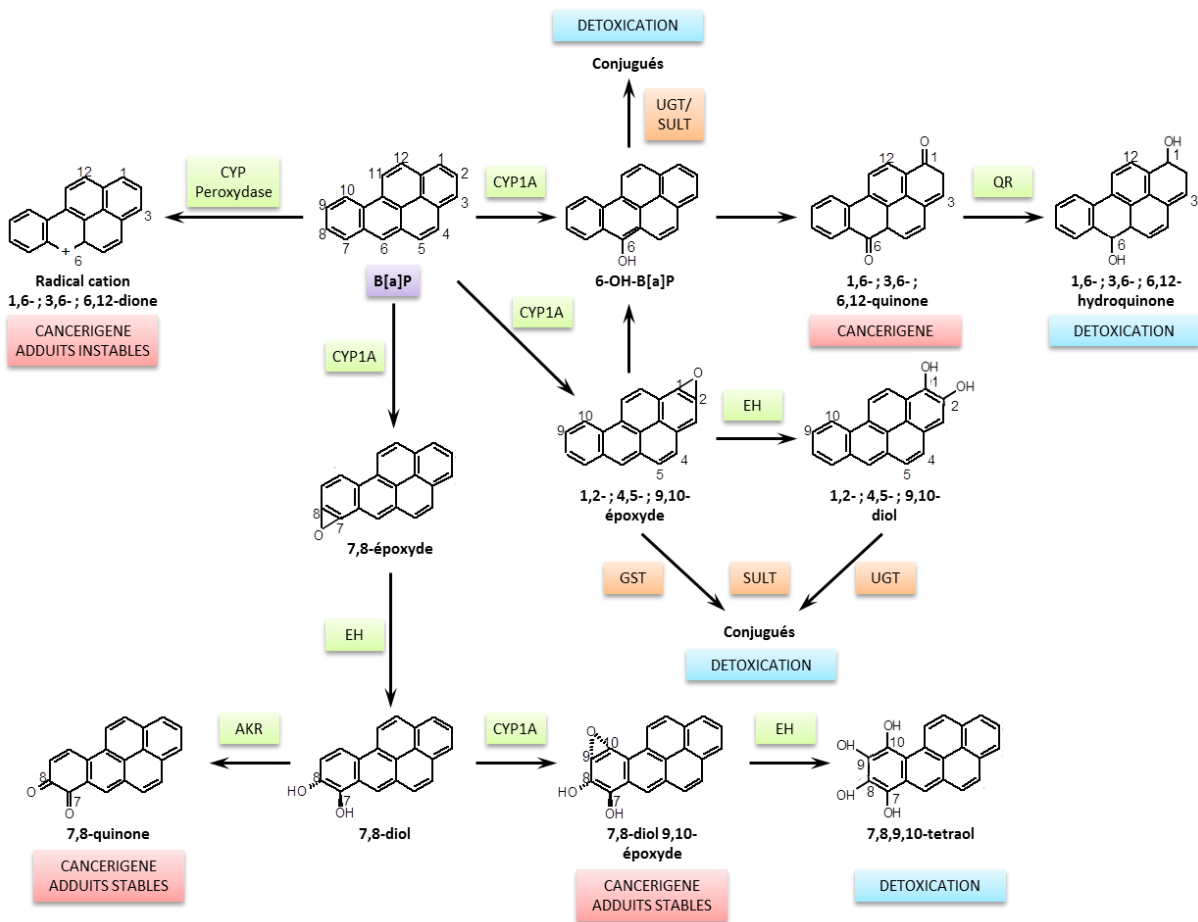 DETOXICATION
Conjugués
UGT/
SULT
CYP
Peroxydase
CYP1A
QR
12
1
3
6
+
12
1
11
2
10
3
9
8
7
6
5
4
6
OH
O
12
1
3
6
O
OH
12
1
3
6
OH
Radical cation
1,6- ; 3,6- ; 6,12-dione
B[a]P
6-OH-B[a]P
1,6- ; 3,6- ;
6,12-quinone
1,6- ; 3,6- ; 6,12-
hydroquinone
CANCERIGENE
ADDUITS INSTABLES
CANCERIGENE
DETOXICATION
CYP1A
CYP1A
EH
O
1
2
10
9
4
5
OH
1
OH
2
10
9
4
5
1,2- ; 4,5- ; 9,10-
époxyde
1,2- ; 4,5- ; 9,10-
diol
8
7
O
7,8-époxyde
GST
SULT
UGT
Conjugués
DETOXICATION
EH
AKR
CYP1A
EH
8
O
7
O
8
HO
7
OH
O
10
9
8
HO
7
OH
OH
10
OH
9
8
OH
7
OH
7,8-quinone
7,8-diol
7,8-diol 9,10-
époxyde
7,8,9,10-tetraol
CANCERIGENE
ADDUITS STABLES
CANCERIGENE
ADDUITS STABLES
DETOXICATION